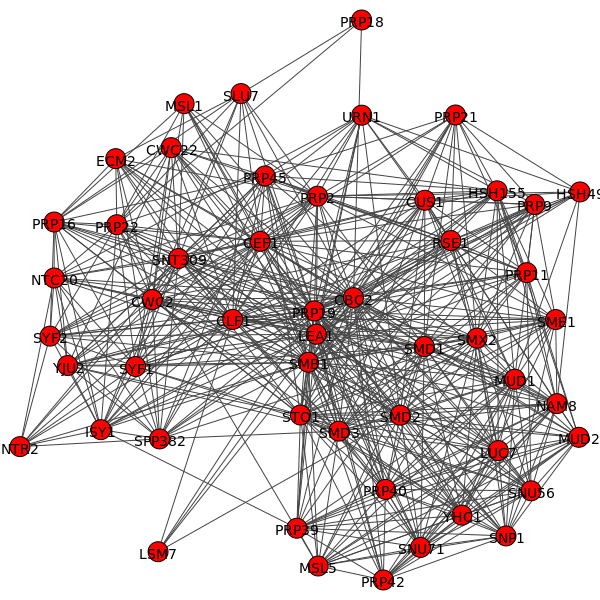 PRP18
SLU7
MSL1
URN1
PRP21
CWC22
ECM2
PRP45
PRP2
HSH155
HSH49
CUS1
PRP9
PRP16
PRP22
CEF1
RSE1
SNT309
PRP11
NTC20
CWC2
CBC2
PRP19
CLF1
SME1
LEA1
SYF2
SMX2
SMD1
SMB1
YJU2
SYF1
MUD1
NAM8
STO1
SMD2
ISY1
SMD3
SPP382
MUD2
NTR2
LUC7
PRP40
SNU56
YHC1
PRP39
SNP1
SNU71
LSM7
MSL5
PRP42